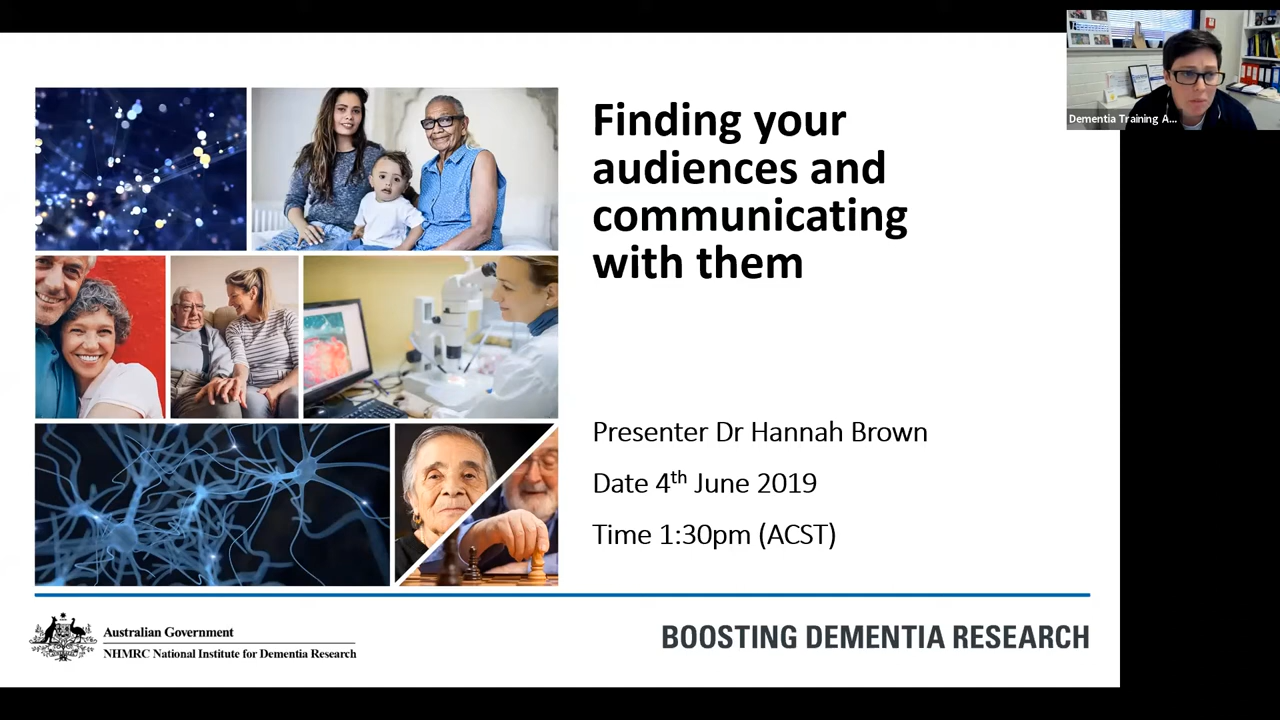 Finding your
audiences and
communicating
with them
Presenter Dr Hannah Brown
Date 4th June 2019
Time 1:30pm (ACST)
Australian Government
NHMRC National Institute for Dementia Research
BOOSTING DEMENTIA RESEARCH
Dementia Training A...